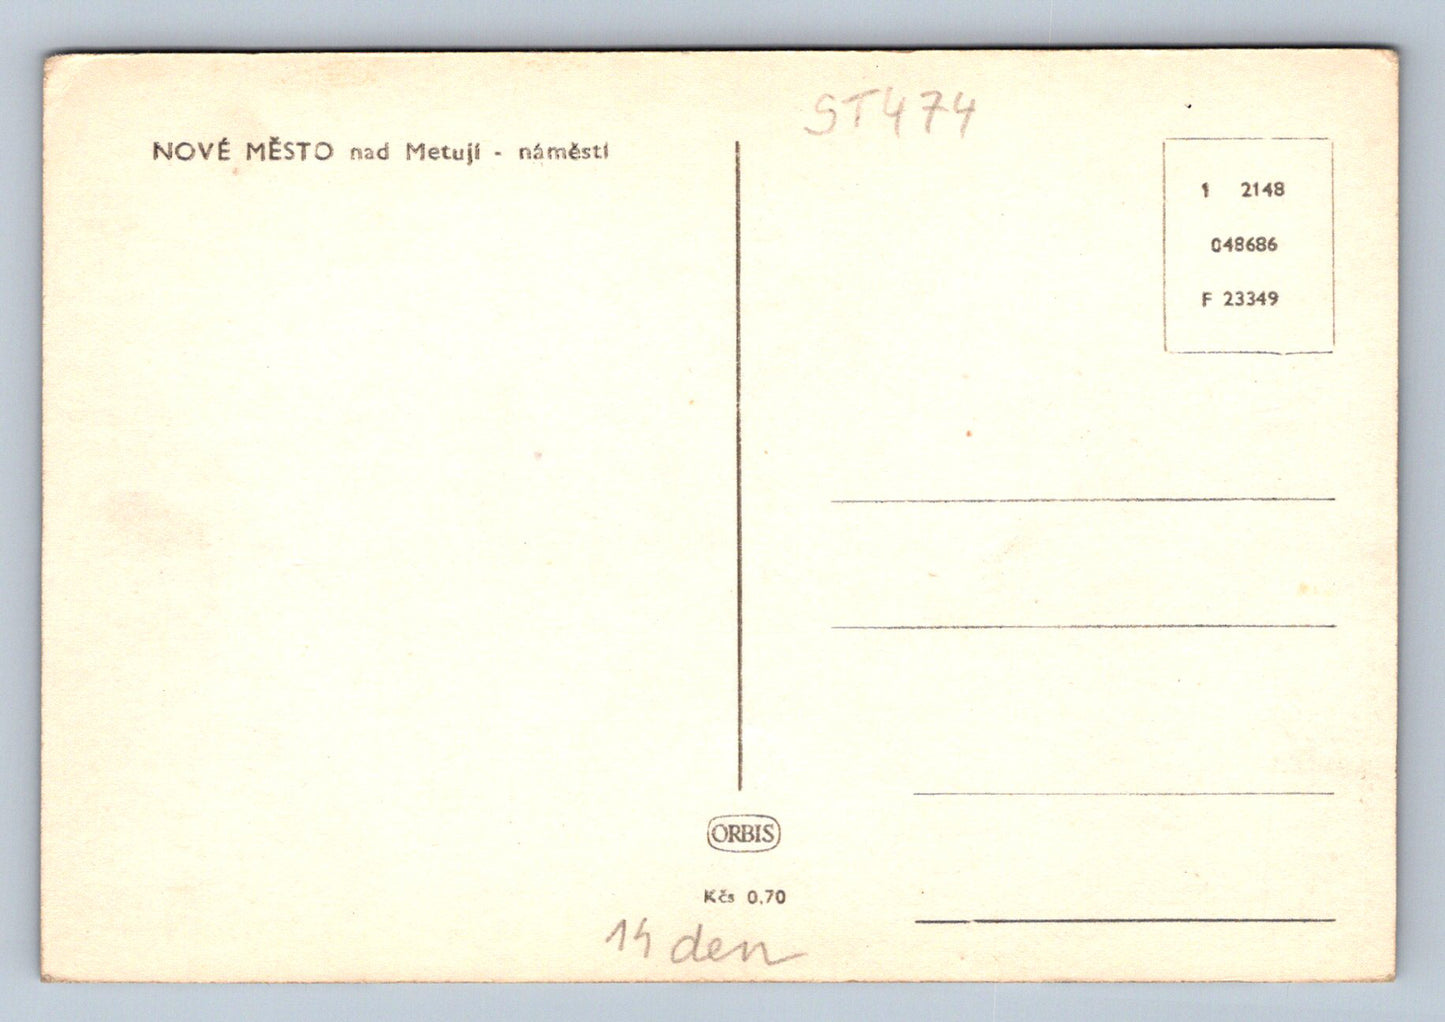 NOVÉ MĚSTO nad Metují - náměstí
ST474
1 2148
048686
F 23349
ORBIS
Kčs 0,70
14 den